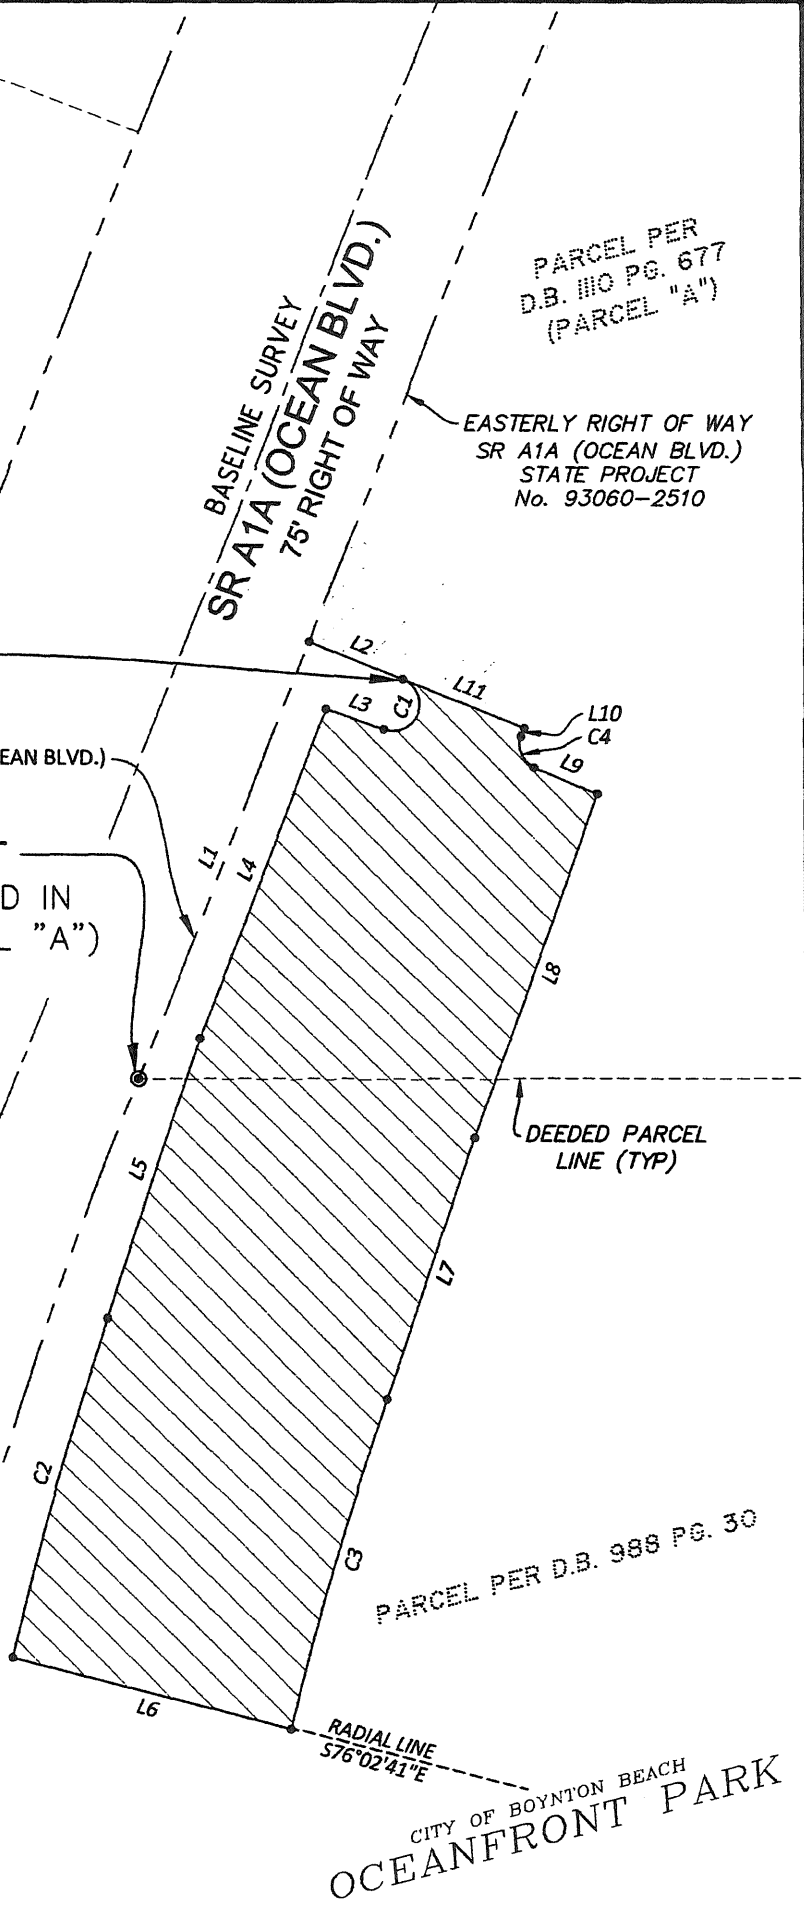 PARCEL PER
D.B. 1110 PG. 677
(PARCEL "A")
BASELINE SURVEY
SR A1A (OCEAN BLVD.)
75' RIGHT OF WAY
EASTERLY RIGHT OF WAY
SR A1A (OCEAN BLVD.)
STATE PROJECT
No. 93060-2510
L2
L11
L3
C1
L10
C4
L9
EAN BLVD.)
L1
L4
D IN
L "A")
L8
DEEDED PARCEL
LINE (TYP)
L5
L7
C2
C3
PARCEL PER D.B. 988 PG. 30
L6
RADIAL LINE
S76°02'41"E
CITY OF BOYNTON BEACH
OCEANFRONT PARK